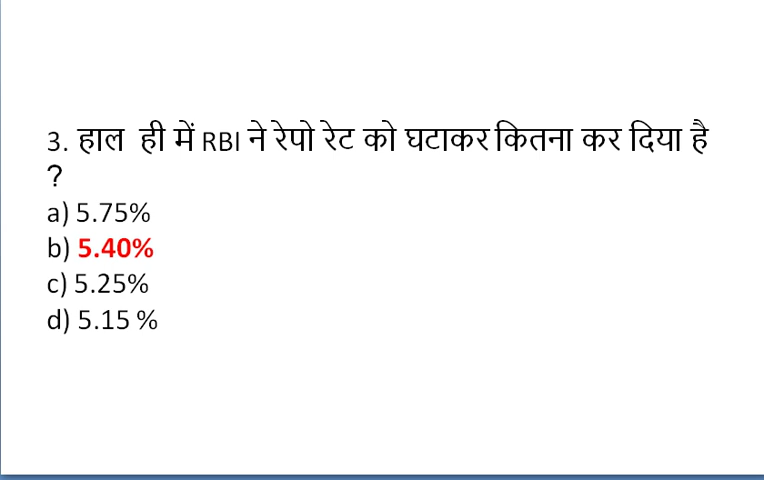 3. हाल ही में RBI ने रेपो रेट को घटाकर कितना कर दिया है
?
a) 5.75%
b) 5.40%
c) 5.25%
d) 5.15 %